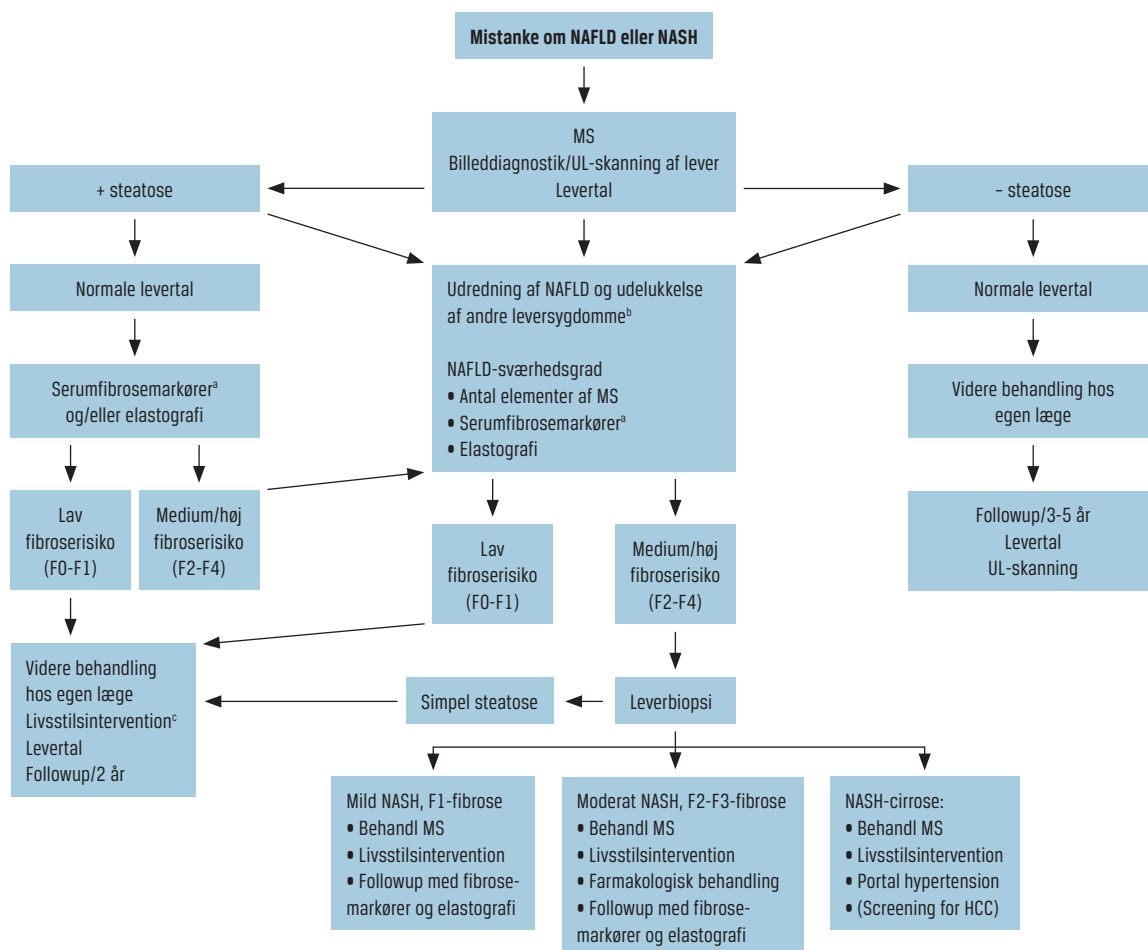 Mistanke om NAFLD eller NASH
MS
Billeddiagnostik/UL-skanning af lever
Levertal
+ steatose
– steatose
Normale levertal
Udredning af NAFLD og udelukkelse
af andre leversygdommeᵇ
NAFLD-sværhedsgrad
• Antal elementer af MS
• Serumfibrosemarkørerᵃ
• Elastografi
Normale levertal
Serumfibrosemarkørerᵃ
og/eller elastografi
Videre behandling hos
egen læge
Lav
fibroserisiko
(F0-F1)
Medium/høj
fibroserisiko
(F2-F4)
Lav
fibroserisiko
(F0-F1)
Medium/høj
fibroserisiko
(F2-F4)
Followup/3-5 år
Levertal
UL-skanning
Videre behandling
hos egen læge
Livsstilsinterventionᶜ
Levertal
Followup/2 år
Simpel steatose
Leverbiopsi
Mild NASH, F1-fibrose
• Behandl MS
• Livsstilsintervention
• Followup med fibrose-
markører og elastografi
Moderat NASH, F2-F3-fibrose
• Behandl MS
• Livsstilsintervention
• Farmakologisk behandling
• Followup med fibrose-
markører og elastografi
NASH-cirrose:
• Behandl MS
• Livsstilsintervention
• Portal hypertension
• (Screening for HCC)